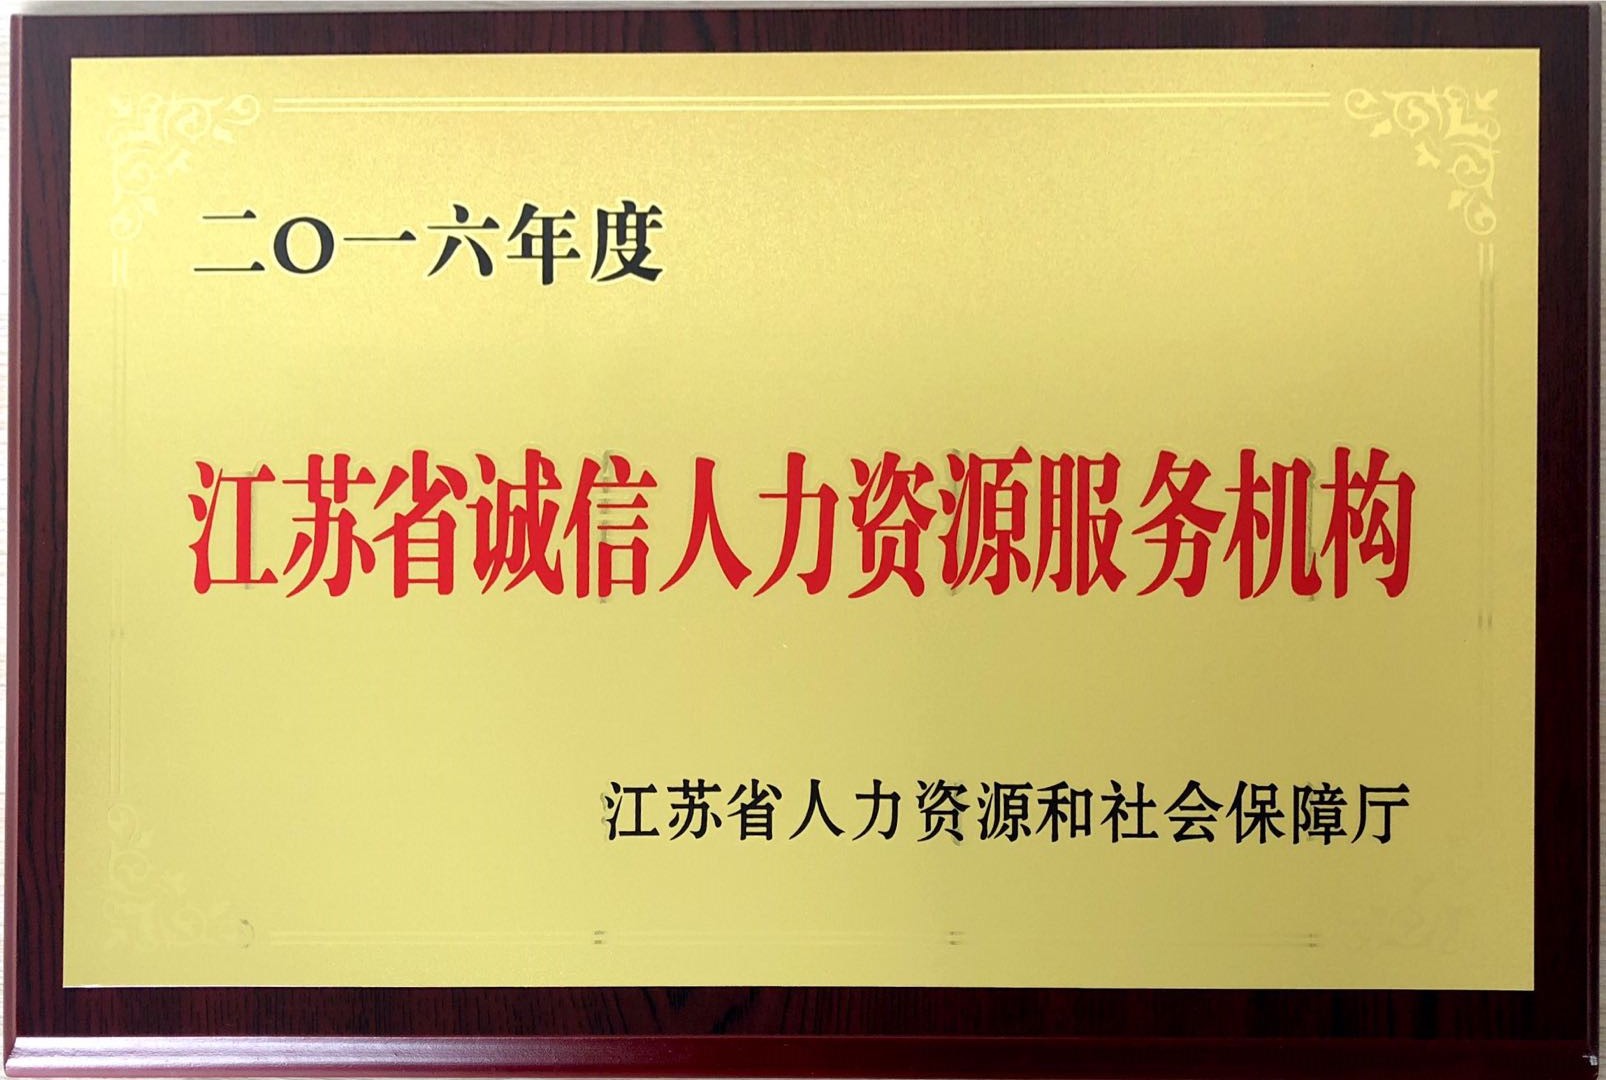 二〇一六年度
江苏省诚信人力资源服务机构
江苏省人力资源和社会保障厅